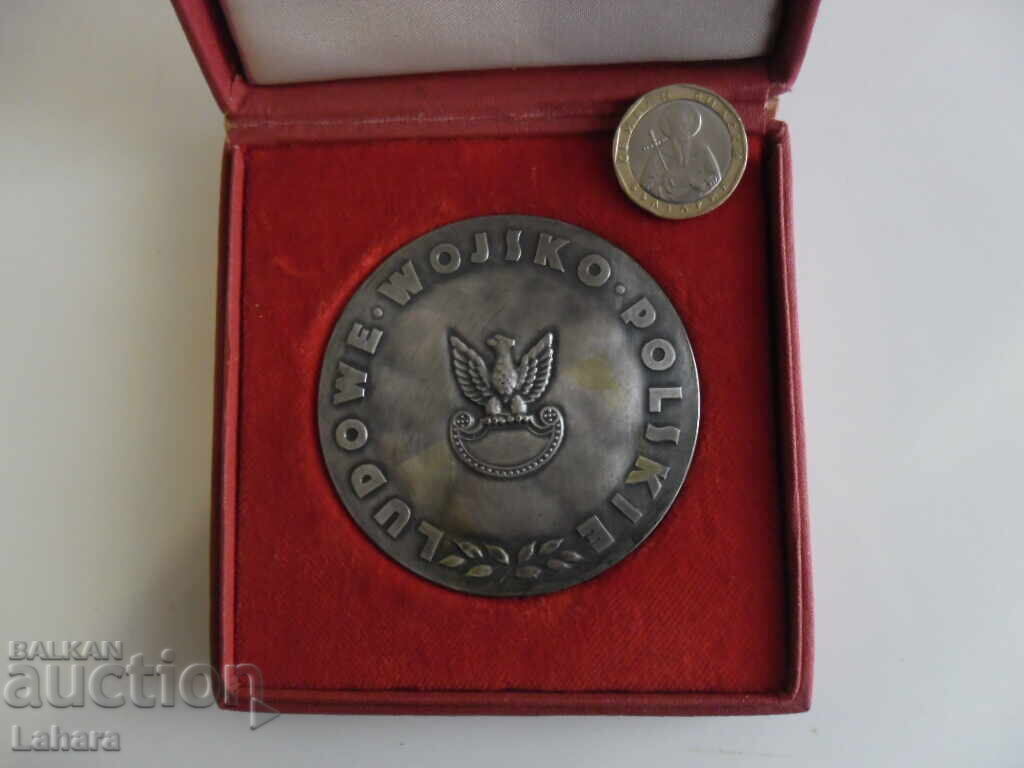 LUDOWE · WOJSKO · POLSKIE
BALKAN
auction
Lahara